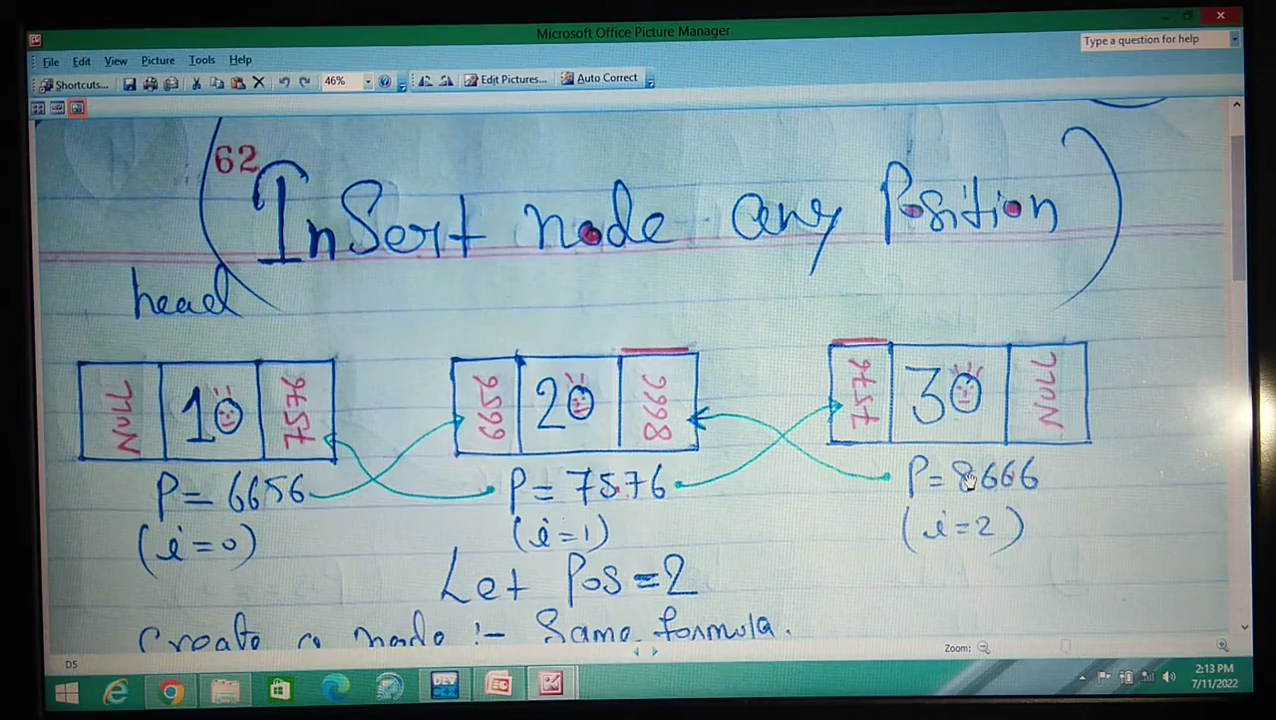 Microsoft Office Picture Manager
File Edit View Picture Tools Help
Type a question for help
Shortcuts... 46% Edit Pictures... Auto Correct
62
Insert node any Position
head
NULL 10 7576 6656 20 8666 7576 30 NULL
P = 6656 P = 7576 P = 8666
(i=0) (i=1) (i=2)
Let Pos = 2
Create a node :- Same formula.
D5 Zoom:
DEV
2:13 PM
7/11/2022